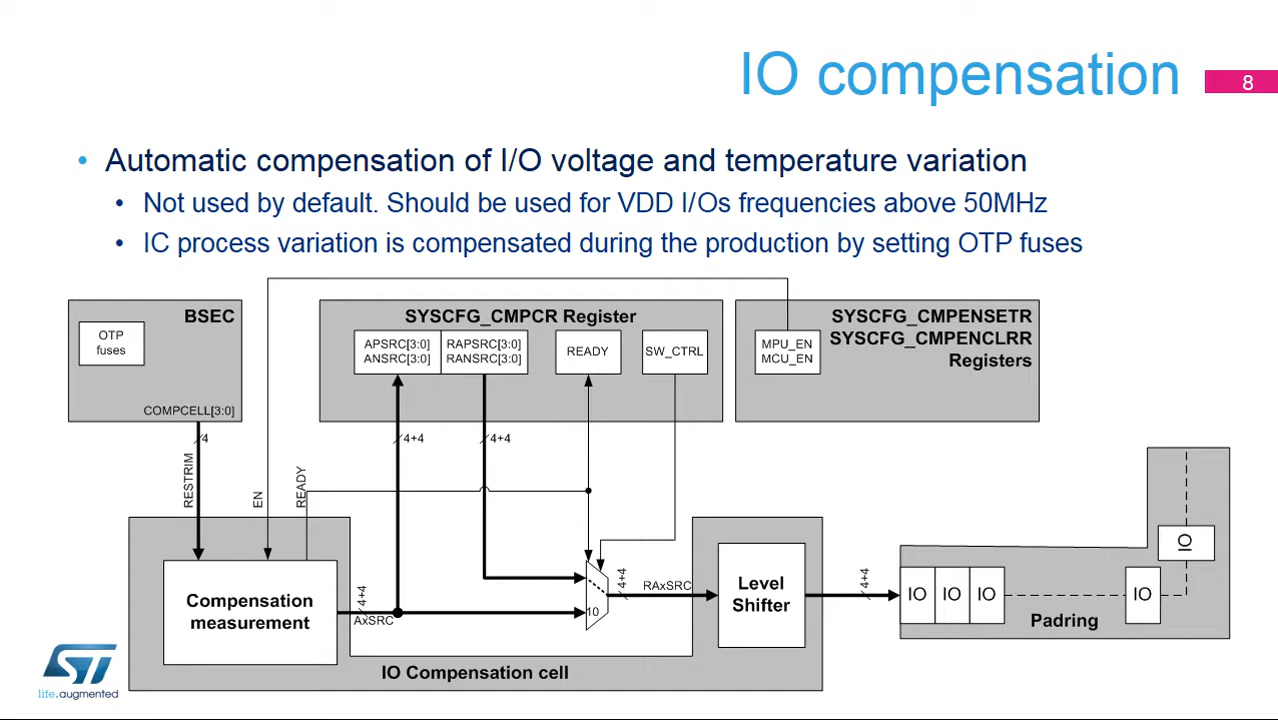 IO compensation
8
• Automatic compensation of I/O voltage and temperature variation
• Not used by default. Should be used for VDD I/Os frequencies above 50MHz
• IC process variation is compensated during the production by setting OTP fuses
BSEC
OTP
fuses
COMPCELL[3:0]
SYSCFG_CMPCR Register
APSRC[3:0]
ANSRC[3:0]
RAPSRC[3:0]
RANSRC[3:0]
READY
SW_CTRL
SYSCFG_CMPENSETR
SYSCFG_CMPENCLRR
Registers
MPU_EN
MCU_EN
4
4+4
4+4
RESTRIM
EN
READY
Compensation
measurement
4+4
AxSRC
10
4+4
RAxSRC
Level
Shifter
4+4
IO
IO
IO
IO
IO
Padring
IO Compensation cell
ST
life.augmented